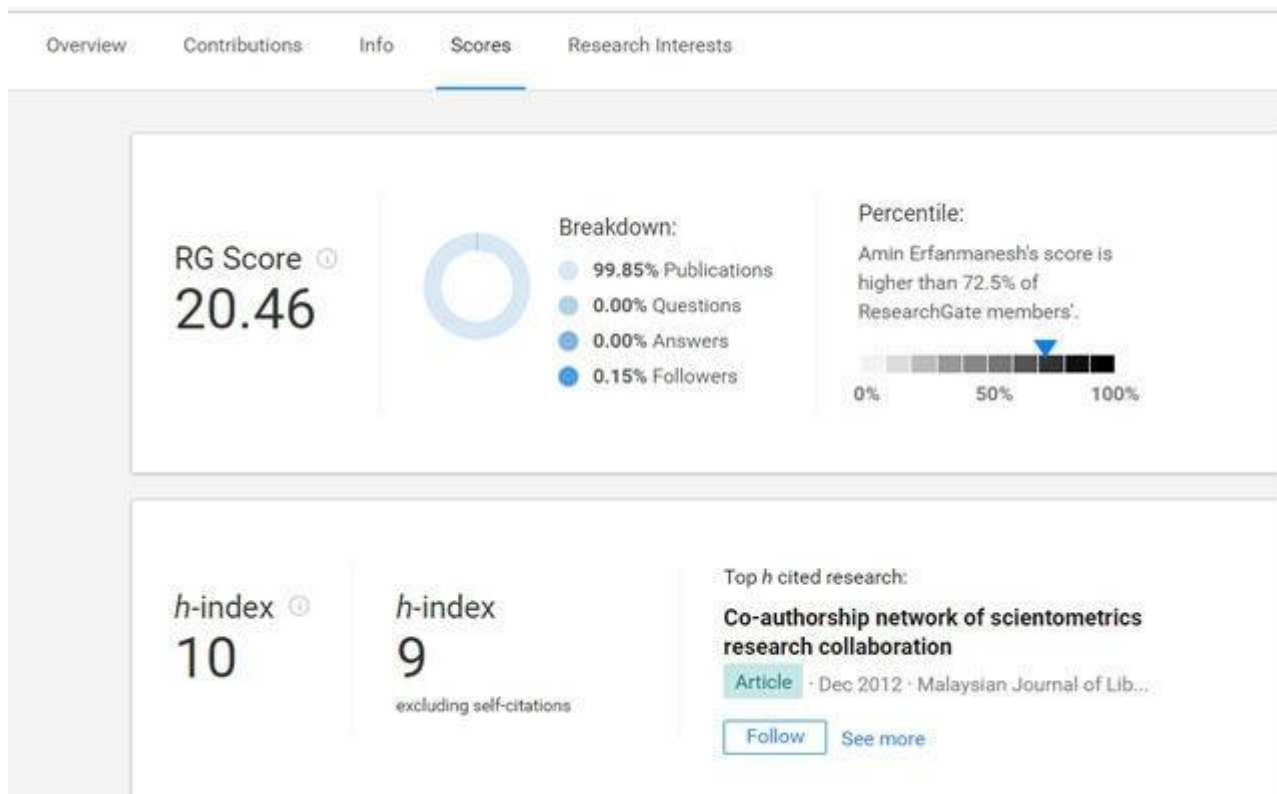 Overview Contributions Info Scores Research Interests
RG Score
20.46
Breakdown:
99.85% Publications
0.00% Questions
0.00% Answers
0.15% Followers
Percentile:
Amin Erfanmanesh's score is
higher than 72.5% of
ResearchGate members'.
0% 50% 100%
h-index
10
h-index
9
excluding self-citations
Top h cited research:
Co-authorship network of scientometrics
research collaboration
Article · Dec 2012 · Malaysian Journal of Lib...
Follow See more